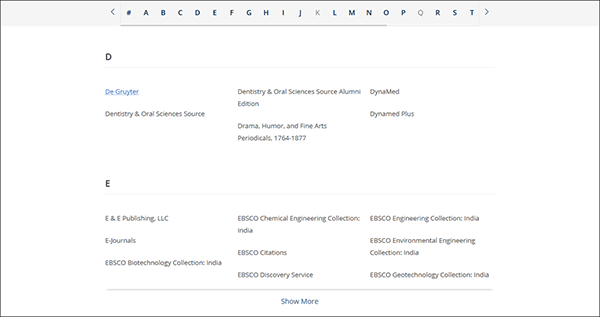 # A B C D E F G H I J K L M N O P Q R S T
D
De Gruyter
Dentistry & Oral Sciences Source
Dentistry & Oral Sciences Source Alumni
Edition
Drama, Humor, and Fine Arts
Periodicals, 1764-1877
DynaMed
Dynamed Plus
E
E & E Publishing, LLC
E-Journals
EBSCO Biotechnology Collection: India
EBSCO Chemical Engineering Collection:
India
EBSCO Citations
EBSCO Discovery Service
EBSCO Engineering Collection: India
EBSCO Environmental Engineering
Collection: India
EBSCO Geotechnology Collection: India
Show More